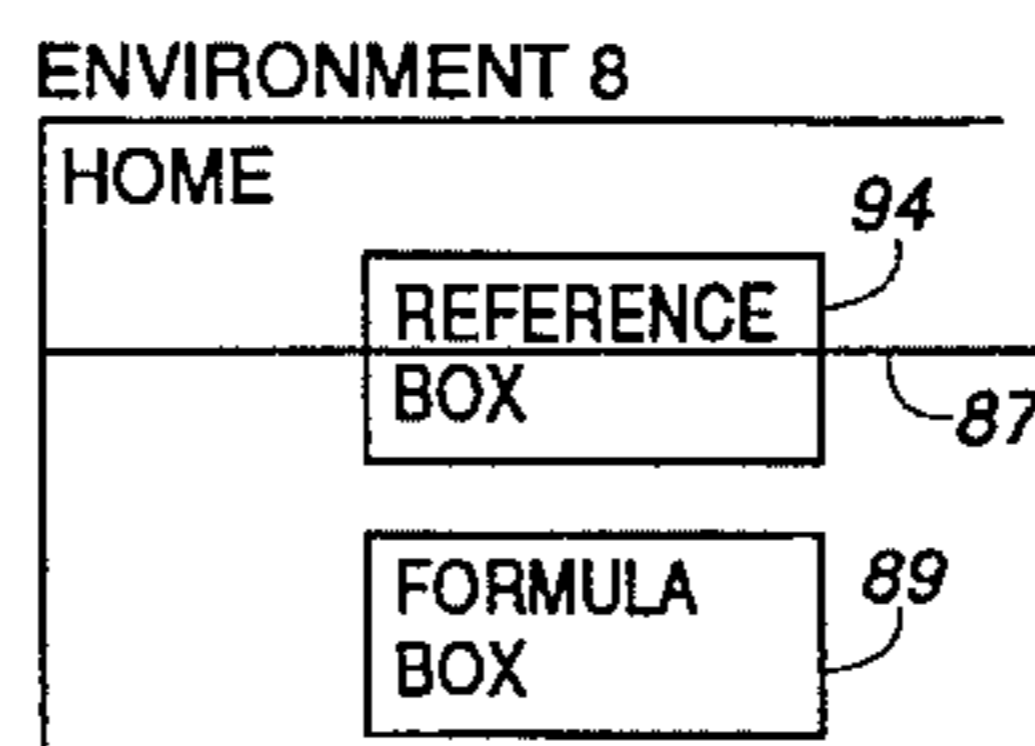 ENVIRONMENT 8
HOME
94
REFERENCE
BOX
87
FORMULA
BOX
89